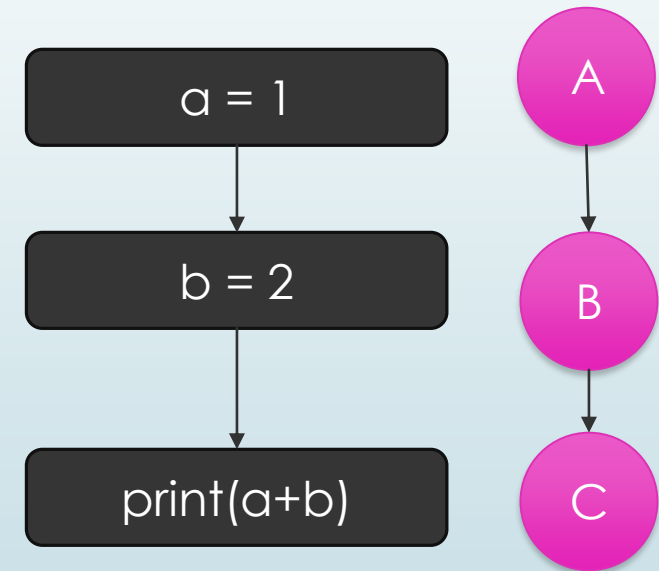 a = 1
A
b = 2
B
print(a+b)
C